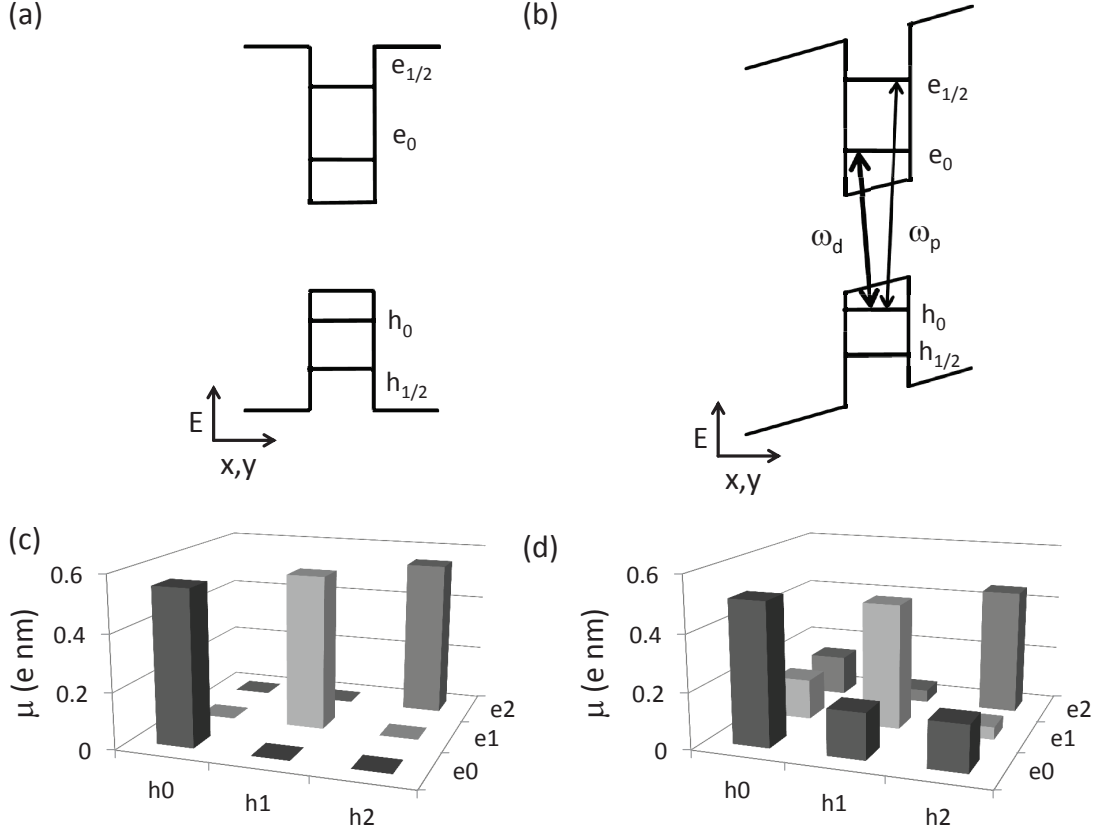 (a)
e1/2
e0
h0
h1/2
E
x,y
(b)
e1/2
e0
ωd
ωp
h0
h1/2
E
x,y
(c)
μ (e nm)
0.6
0.4
0.2
0
h0
h1
h2
e0
e1
e2
(d)
μ (e nm)
0.6
0.4
0.2
0
h0
h1
h2
e0
e1
e2